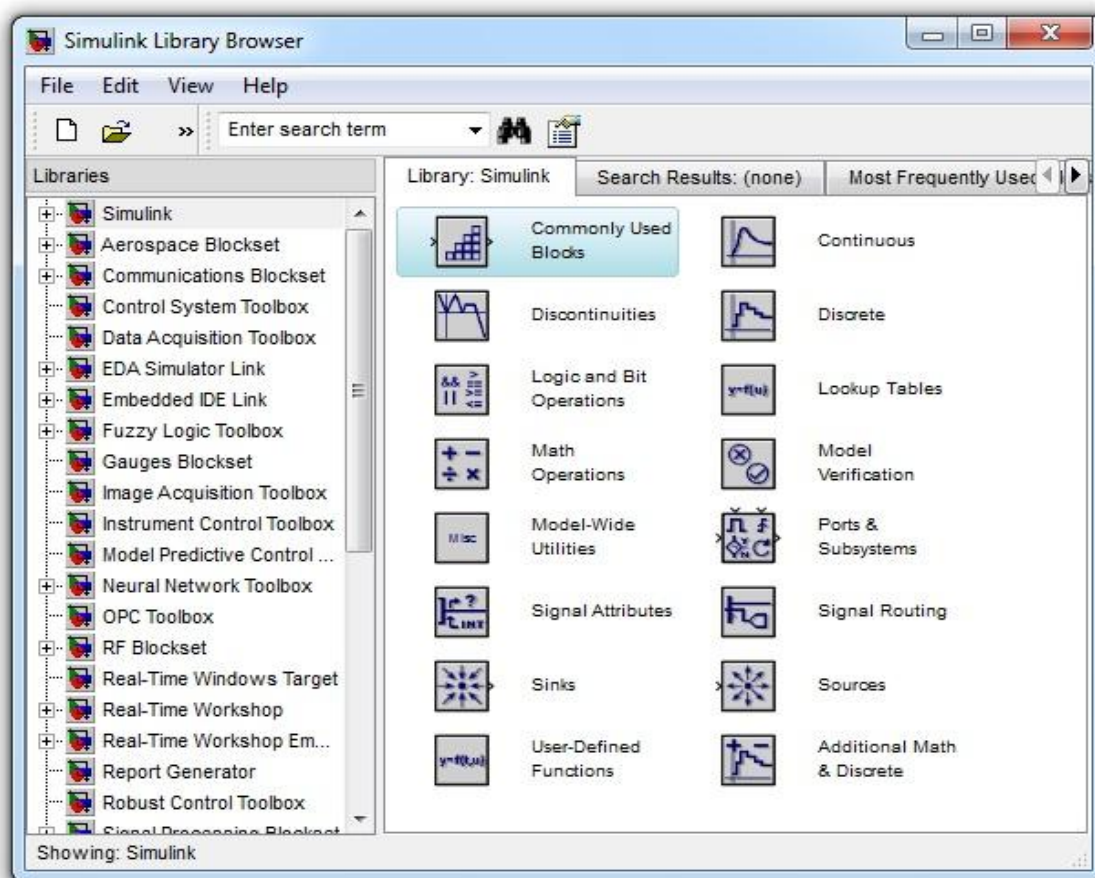 Simulink Library Browser
File Edit View Help
» Enter search term
Libraries
Library: Simulink Search Results: (none) Most Frequently Used
Simulink
Aerospace Blockset
Communications Blockset
Control System Toolbox
Data Acquisition Toolbox
EDA Simulator Link
Embedded IDE Link
Fuzzy Logic Toolbox
Gauges Blockset
Image Acquisition Toolbox
Instrument Control Toolbox
Model Predictive Control ...
Neural Network Toolbox
OPC Toolbox
RF Blockset
Real-Time Windows Target
Real-Time Workshop
Real-Time Workshop Em...
Report Generator
Robust Control Toolbox
Signal Processing Blockset
Commonly Used
Blocks
Continuous
Discontinuities
Discrete
&& > ==
|| >= <=
Logic and Bit
Operations
y=f(u)
Lookup Tables
+ −
÷ ×
Math
Operations
Model
Verification
Misc
Model-Wide
Utilities
Ports &
Subsystems
? INT
Signal Attributes
Signal Routing
Sinks
Sources
y=f(t,u)
User-Defined
Functions
+ −
Additional Math
& Discrete
Showing: Simulink